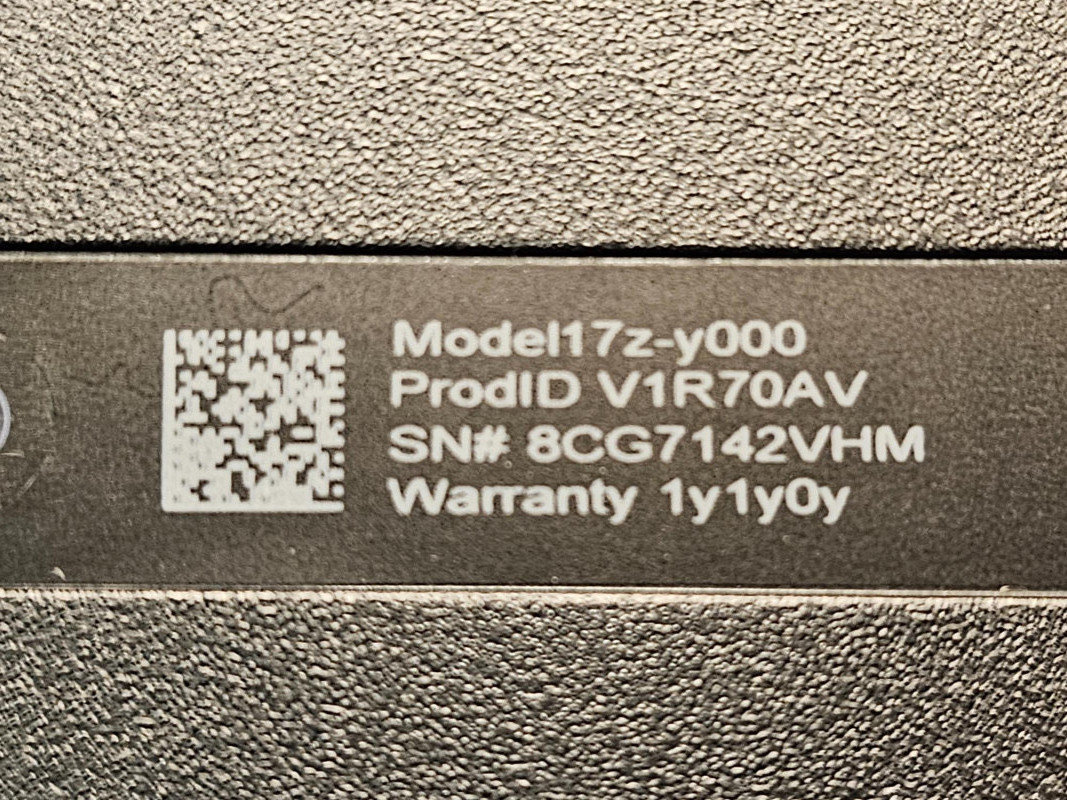 Model17z-y000
ProdID V1R70AV
SN# 8CG7142VHM
Warranty 1y1y0y